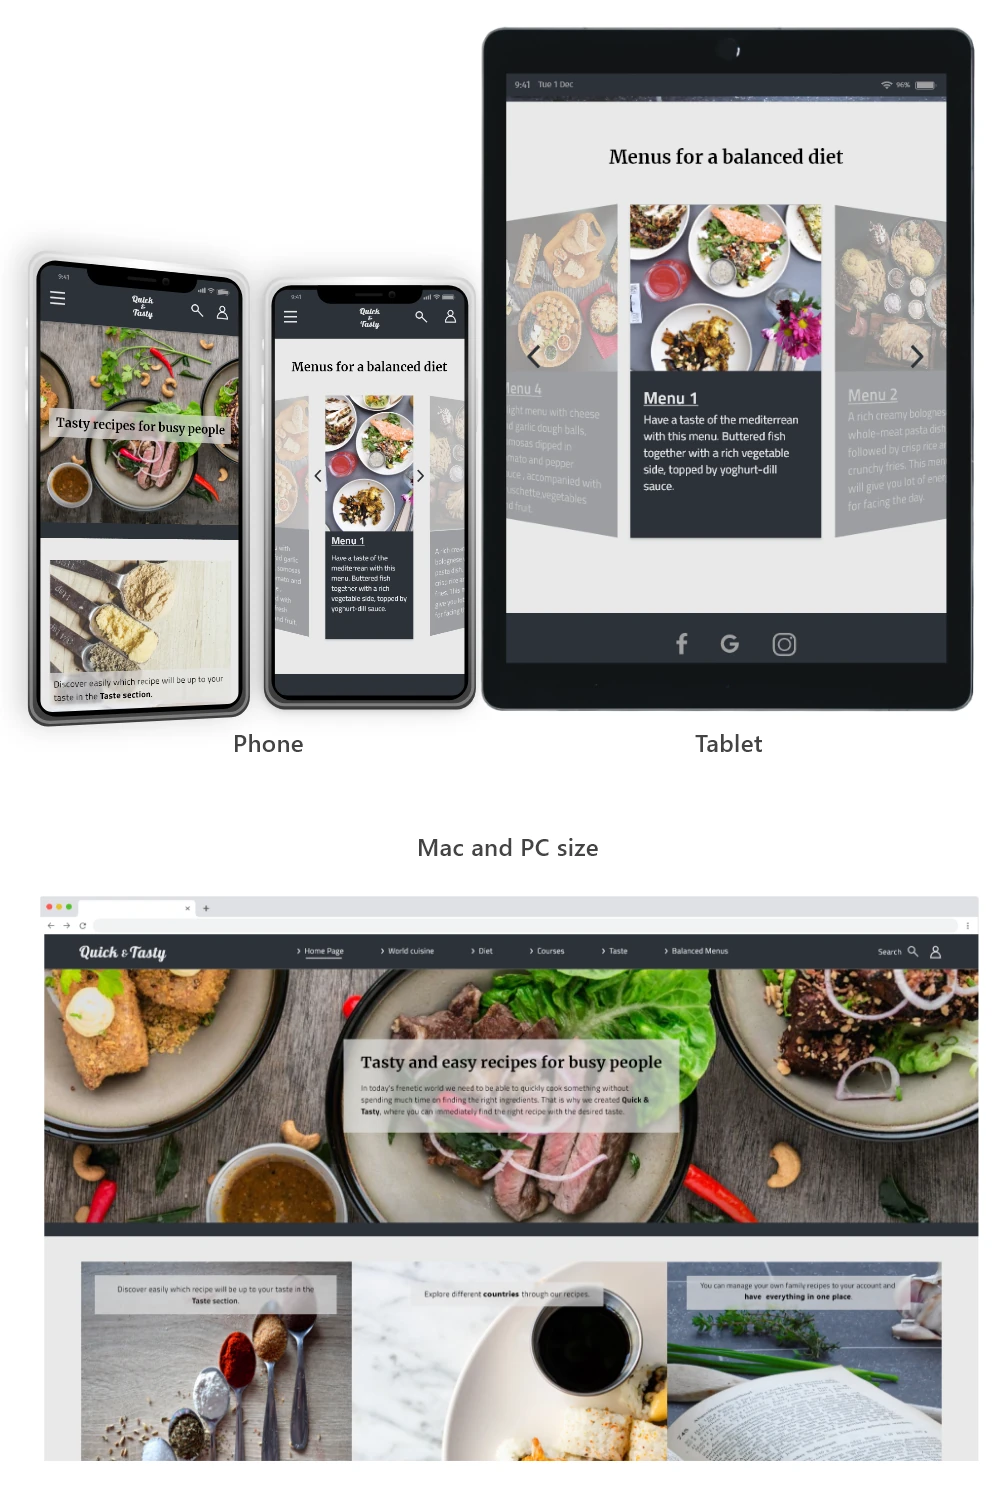 9:41
Quick
&
Tasty
Tasty recipes for busy people
Discover easily which recipe will be up to your
taste in the Taste section.
9:41
Quick
&
Tasty
Menus for a balanced diet
Menu 1
Have a taste of the
mediterrean with this
menu. Buttered fish
together with a rich
vegetable side, topped by
yoghurt-dill sauce.
9:41 Tue 1 Dec
96%
Menus for a balanced diet
Menu 4
menu with cheese
garlic dough balls,
dipped in
and pepper
accompanied with
vegetables
fruit.
Menu 1
Have a taste of the mediterrean
with this menu. Buttered fish
together with a rich vegetable
side, topped by yoghurt-dill
sauce.
Menu 2
A rich creamy
whole-meat pasta
followed by crisp rice
crunchy fries. This
will give you lot of
for facing the day.
Phone
Tablet
Mac and PC size
Quick & Tasty
Home Page
World cuisine
Diet
Courses
Taste
Balanced Menus
Search
Tasty and easy recipes for busy people
In today's frenetic world we need to be able to quickly cook something without
spending much time on finding the right ingredients. That is why we created Quick &
Tasty, where you can immediately find the right recipe with the desired taste.
Discover easily which recipe will be up to your taste in the
Taste section.
Explore different countries through our recipes.
You can manage your own family recipes to your account and
have everything in one place.